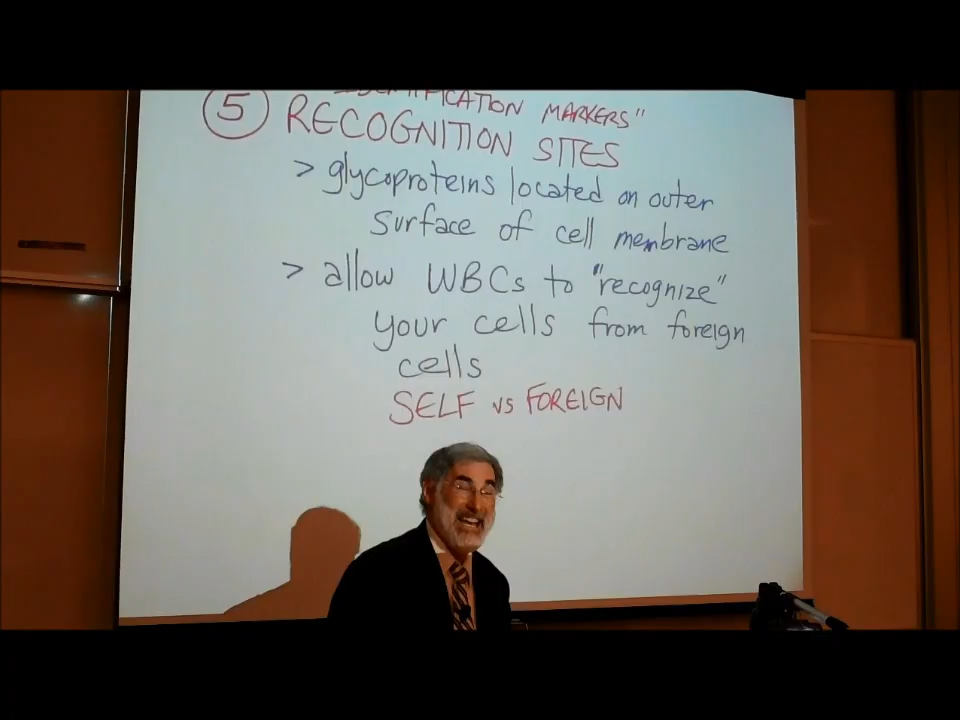 IDENTIFICATION MARKERS"
5 RECOGNITION SITES
> glycoproteins located on outer
surface of cell membrane
> allow WBCs to "recognize"
your cells from foreign
cells
SELF vs FOREIGN